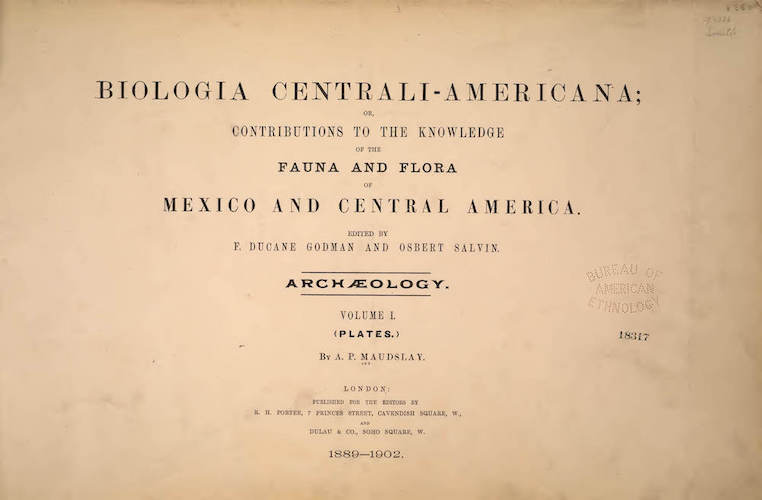 BIOLOGIA CENTRALI-AMERICANA;
OR,
CONTRIBUTIONS TO THE KNOWLEDGE
OF THE
FAUNA AND FLORA
OF
MEXICO AND CENTRAL AMERICA.
EDITED BY
F. DUCANE GODMAN AND OSBERT SALVIN.
ARCHÆOLOGY.
VOLUME I.
(PLATES.)
BY A. P. MAUDSLAY.
BUREAU OF
AMERICAN
ETHNOLOGY
18317
LONDON:
PUBLISHED FOR THE EDITORS BY
R. H. PORTER, 7 PRINCES STREET, CAVENDISH SQUARE, W.,
AND
DULAU & CO., SOHO SQUARE, W.
1889—1902.